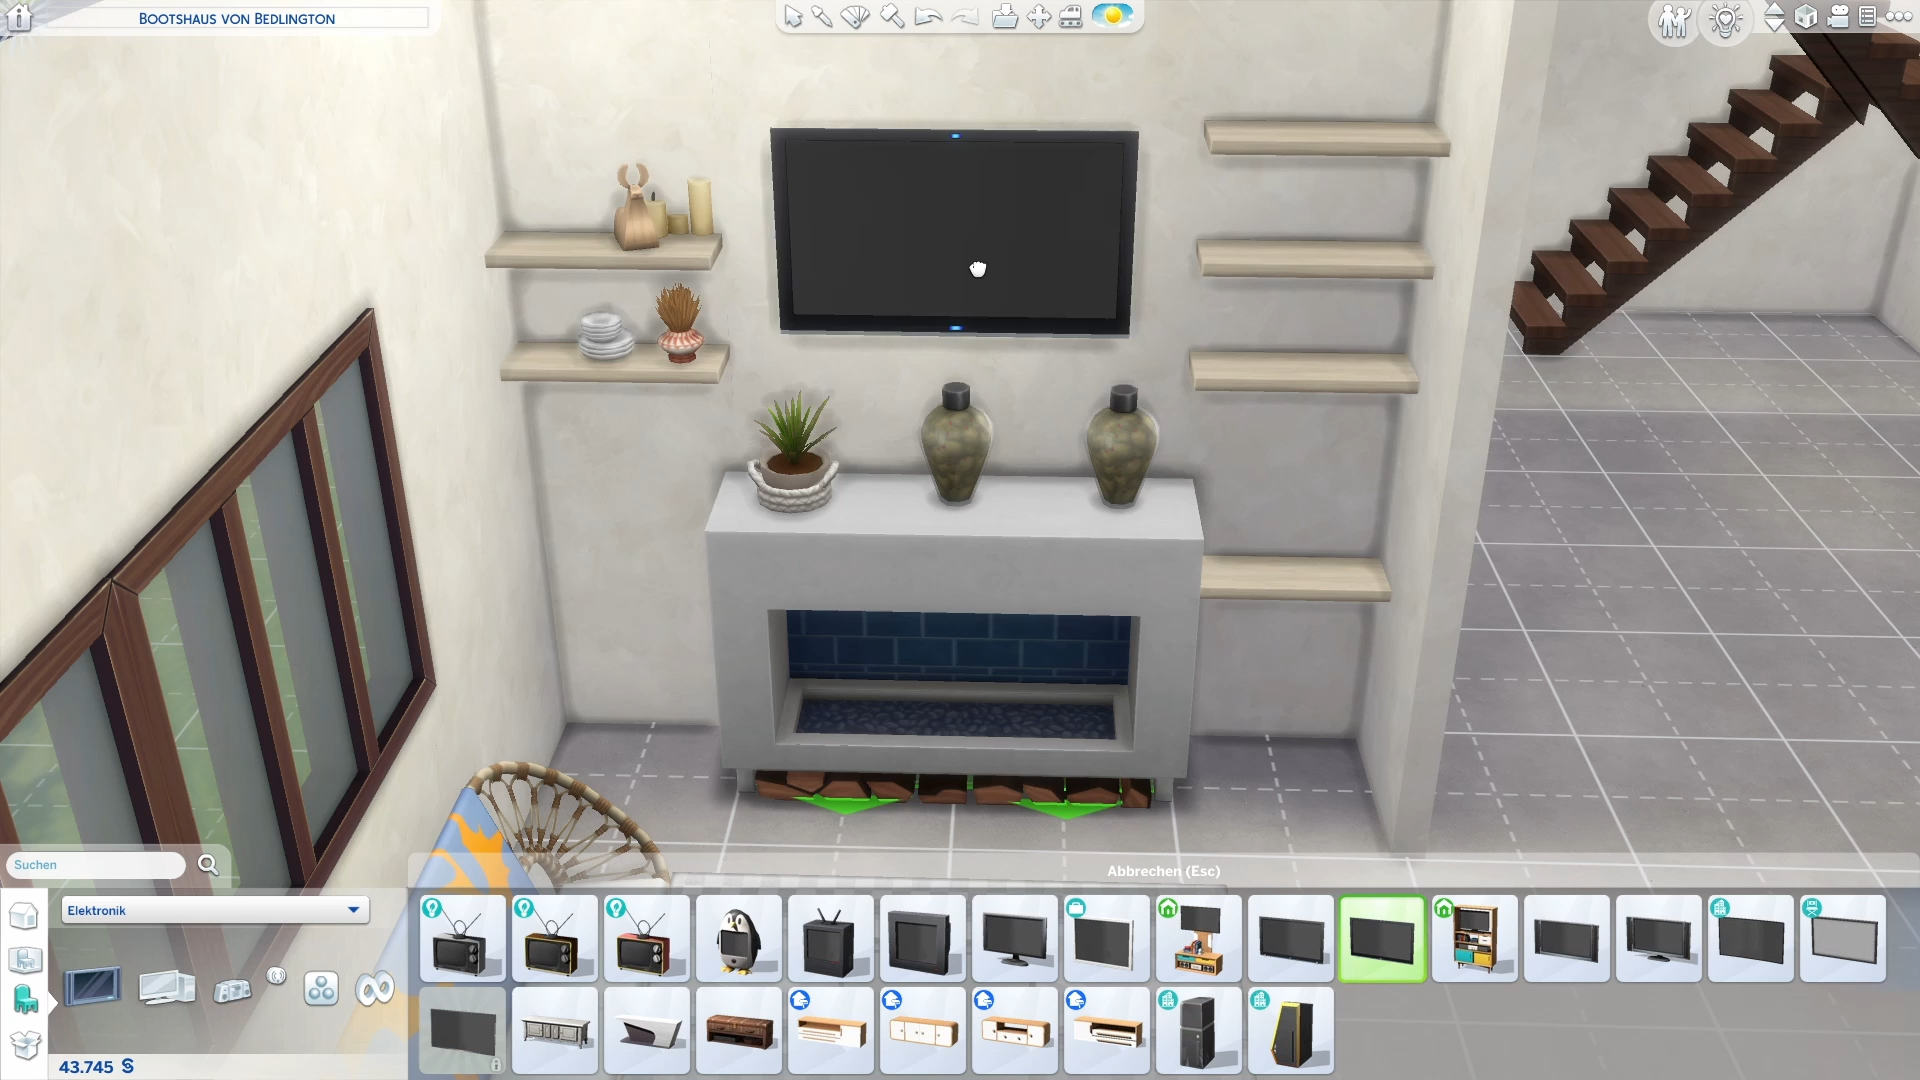 Bootshaus von Bedlington
Abbrechen (Esc)
Suchen
Elektronik
43.745 S